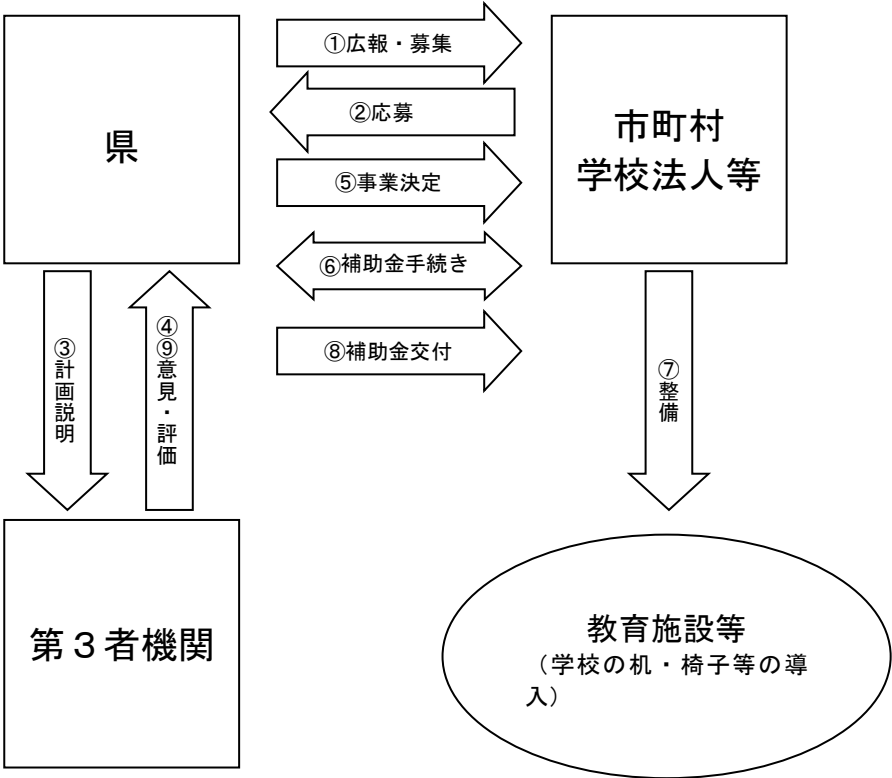 県
①広報・募集
②応募
⑤事業決定
⑥補助金手続き
⑧補助金交付
市町村
学校法人等
③計画説明
④⑨意見・評価
⑦整備
第３者機関
教育施設等
（学校の机・椅子等の導
入）